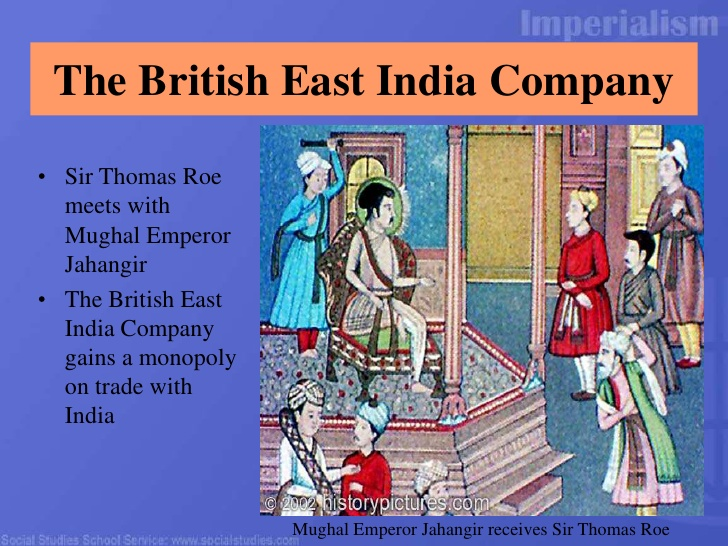 Imperialism
The British East India Company
• Sir Thomas Roe
meets with
Mughal Emperor
Jahangir
• The British East
India Company
gains a monopoly
on trade with
India
© 2002 historypictures.com
Mughal Emperor Jahangir receives Sir Thomas Roe
Social Studies School Service: www.socialstudies.com